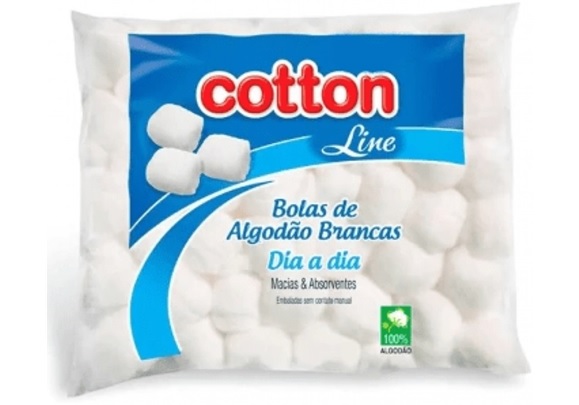 cotton
Line
Bolas de
Algodão Brancas
Dia a dia
Macias & Absorventes
Embaladas sem contato manual
100%
ALGODÃO